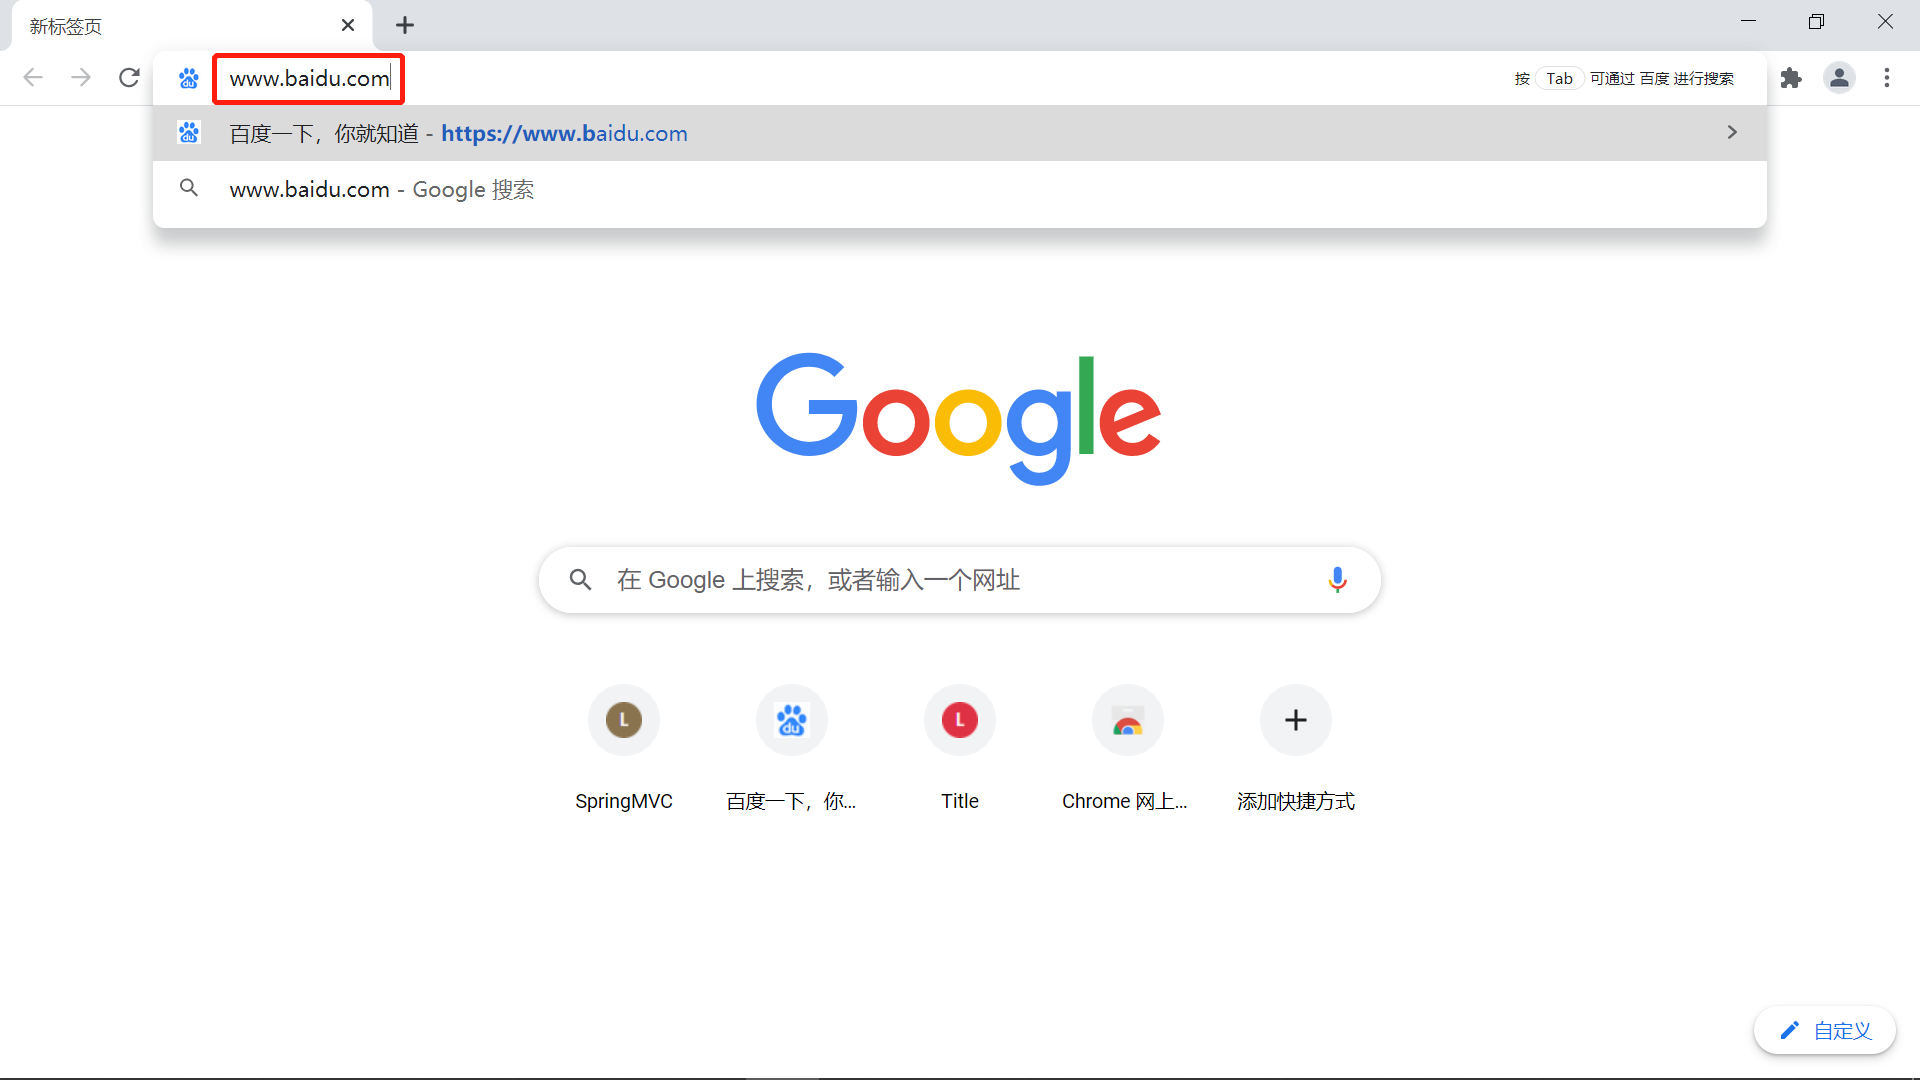 新标签页
www.baidu.com
按 Tab 可通过 百度 进行搜索
百度一下，你就知道 - https://www.baidu.com
www.baidu.com - Google 搜索
Google
在 Google 上搜索，或者输入一个网址
L
du
L
SpringMVC
百度一下，你...
Title
Chrome 网上...
添加快捷方式
自定义